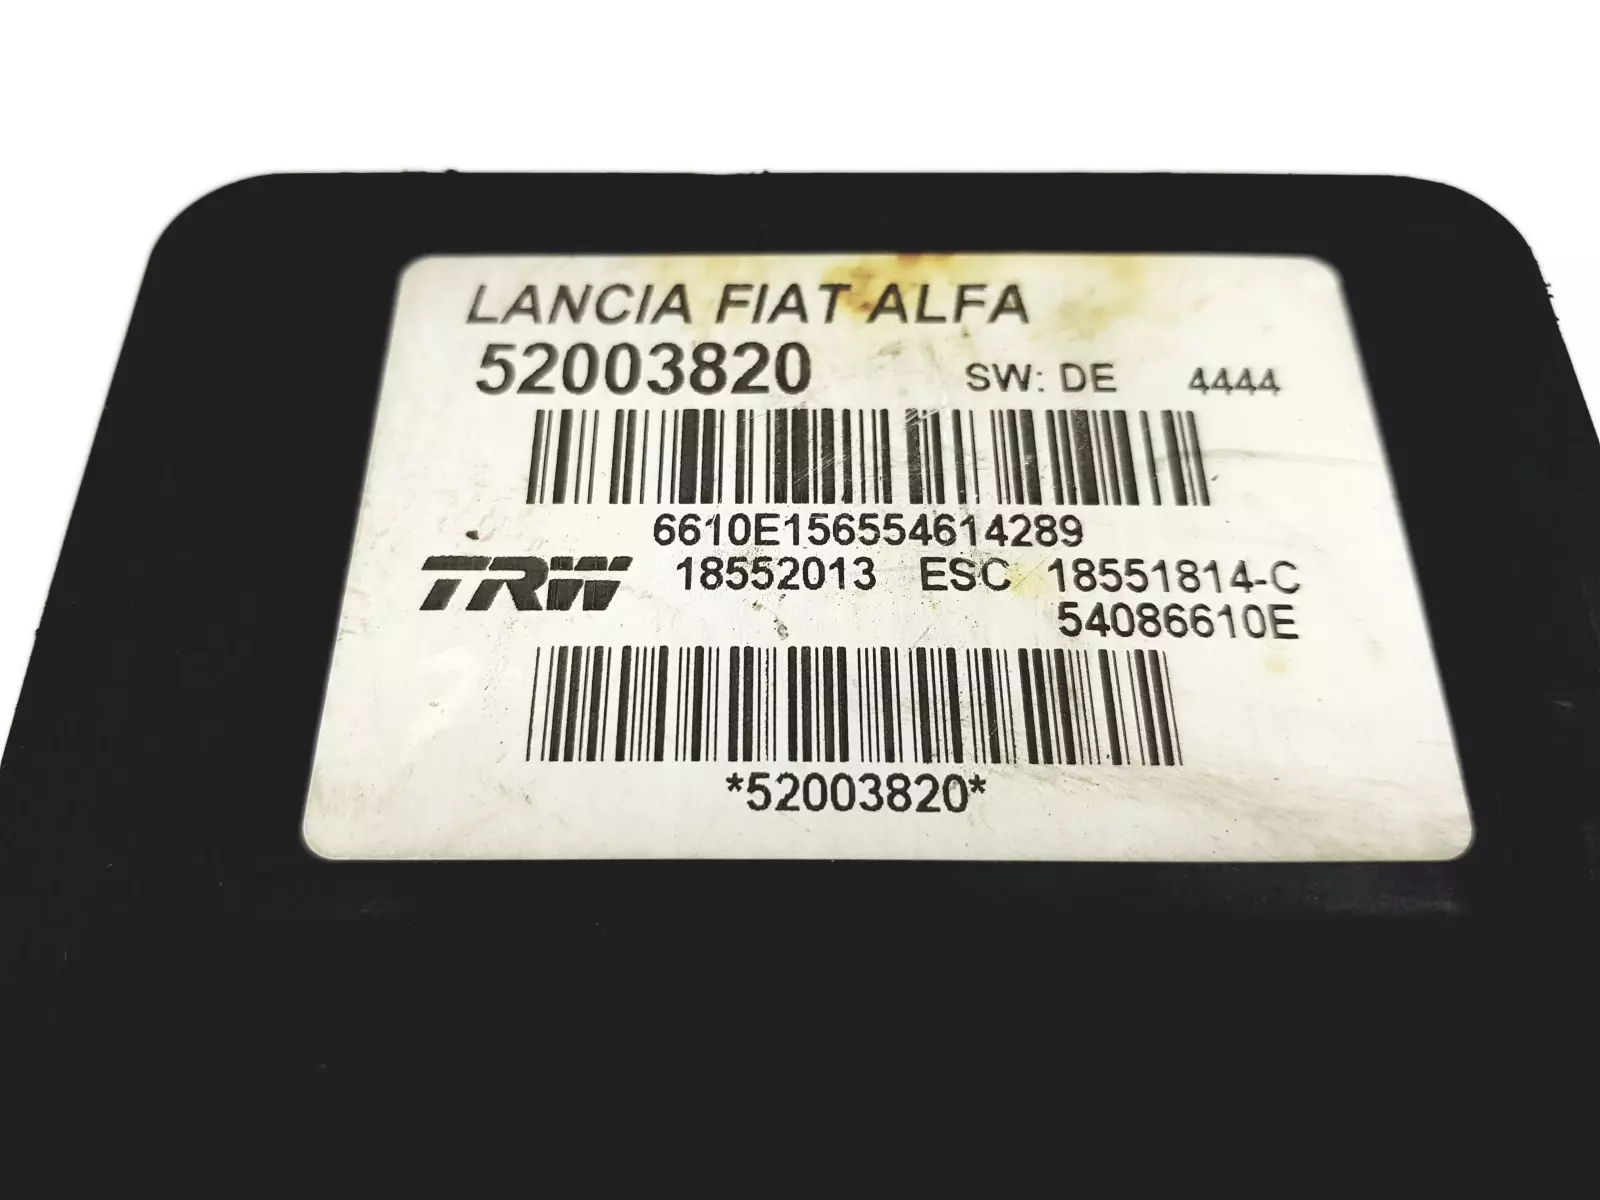 LANCIA FIAT ALFA
52003820 SW: DE 4444
6610E156554614289
TRW 18552013 ESC 18551814-C
54086610E
*52003820*